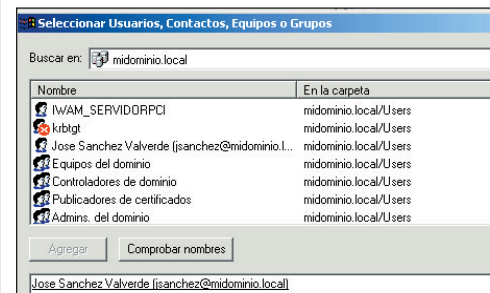 Seleccionar Usuarios, Contactos, Equipos o Grupos
Buscar en: midominio.local
Nombre En la carpeta
IWAM_SERVIDORPCI midominio.local/Users
krbtgt midominio.local/Users
Jose Sanchez Valverde (jsanchez@midominio.l... midominio.local/Users
Equipos del dominio midominio.local/Users
Controladores de dominio midominio.local/Users
Publicadores de certificados midominio.local/Users
Admins. del dominio midominio.local/Users
Agregar Comprobar nombres
Jose Sanchez Valverde (jsanchez@midominio.local)